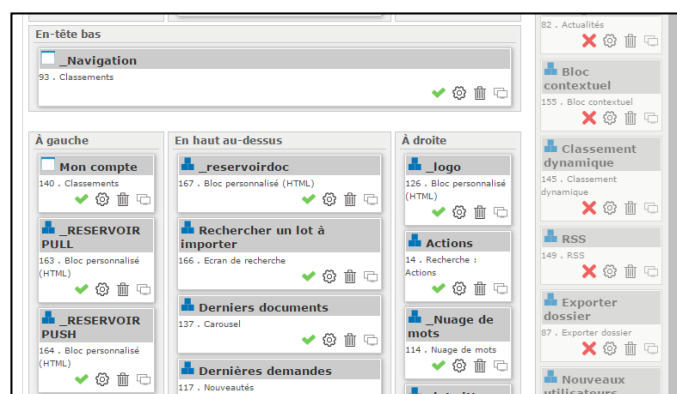 En-tête bas
_Navigation
93 . Classements
À gauche
Mon compte
140 . Classements
_RESERVOIR
PULL
163 . Bloc personnalisé
(HTML)
_RESERVOIR
PUSH
164 . Bloc personnalisé
(HTML)
En haut au-dessus
_reservoirdoc
167 . Bloc personnalisé (HTML)
Rechercher un lot à
importer
166 . Ecran de recherche
Derniers documents
137 . Carousel
Dernières demandes
117 . Nouveautés
À droite
_logo
126 . Bloc personnalisé
(HTML)
Actions
14 . Recherche :
Actions
_Nuage de
mots
114 . Nuage de mots
82 . Actualités
Bloc
contextuel
155 . Bloc contextuel
Classement
dynamique
145 . Classement
dynamique
RSS
149 . RSS
Exporter
dossier
87 . Exporter dossier
Nouveaux
utilisateurs